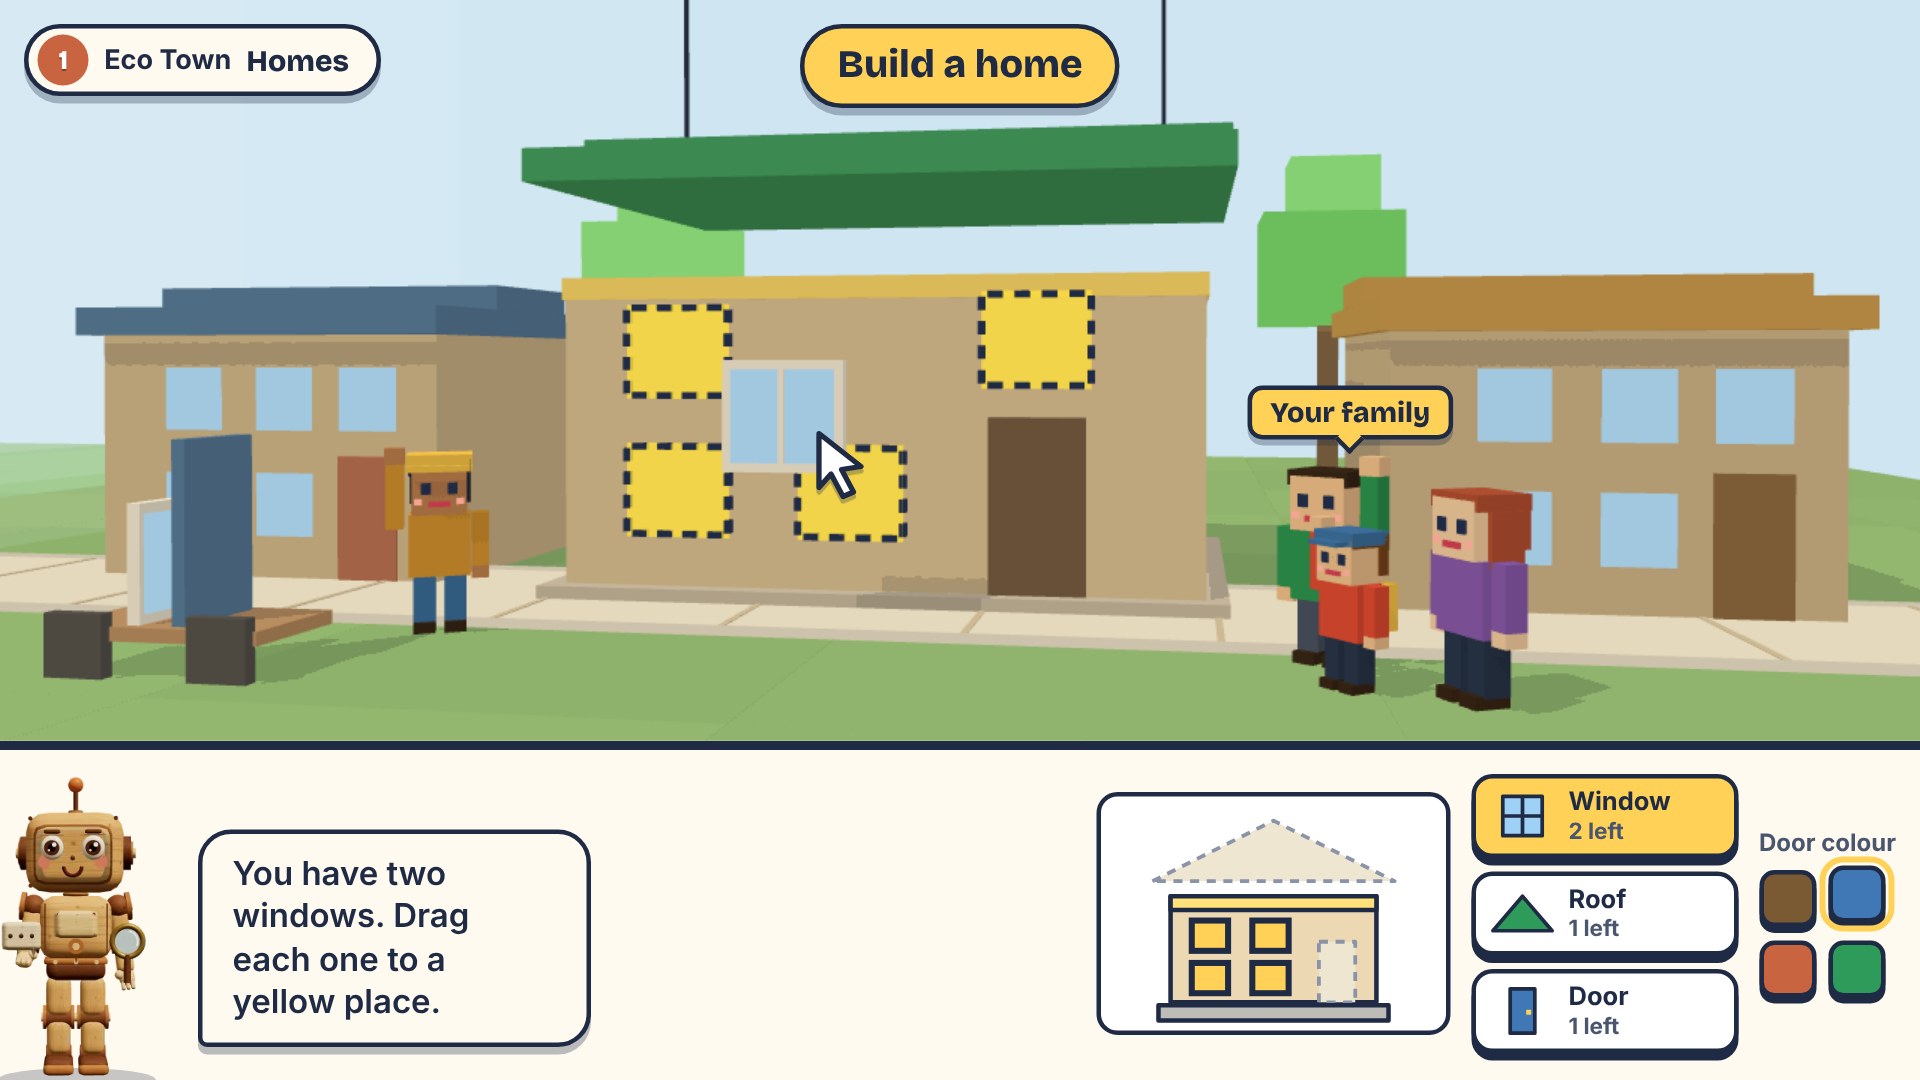 1 Eco Town Homes
Build a home
Your family
You have two
windows. Drag
each one to a
yellow place.
Window
2 left
Roof
1 left
Door
1 left
Door colour